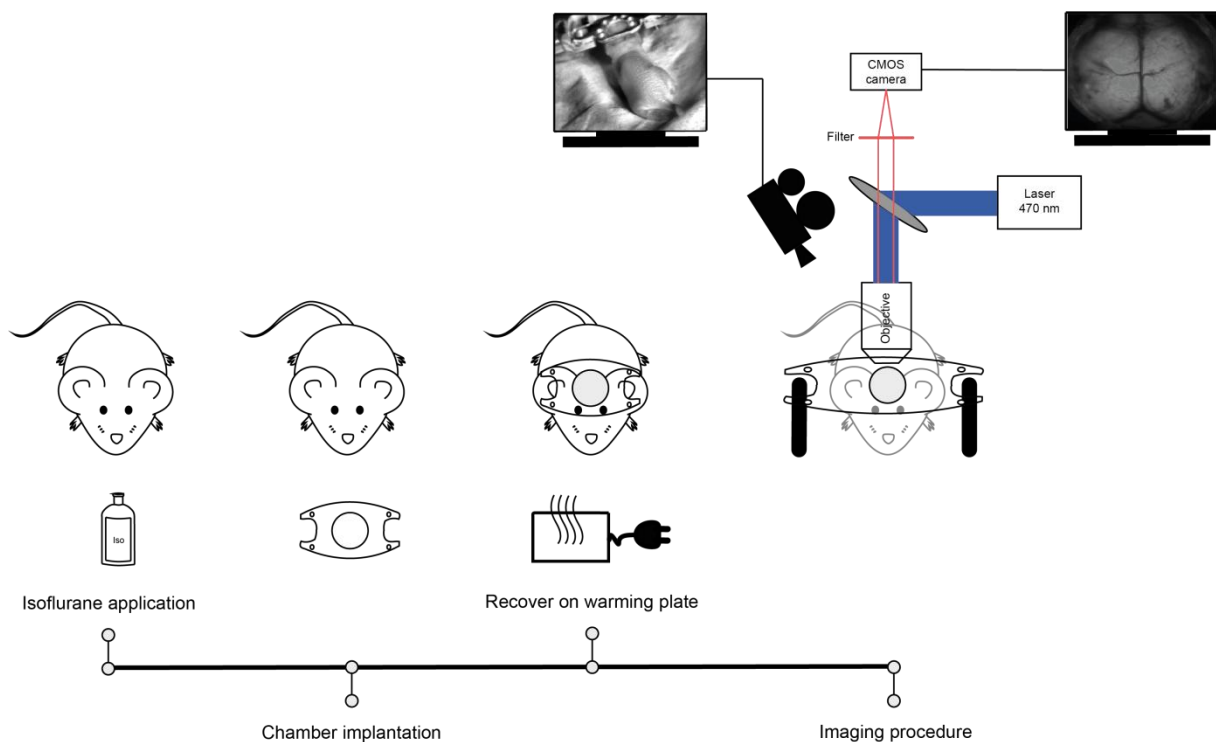 CMOS
camera
Filter
Laser
470 nm
Objective
Iso
Isoflurane application
Recover on warming plate
Chamber implantation
Imaging procedure